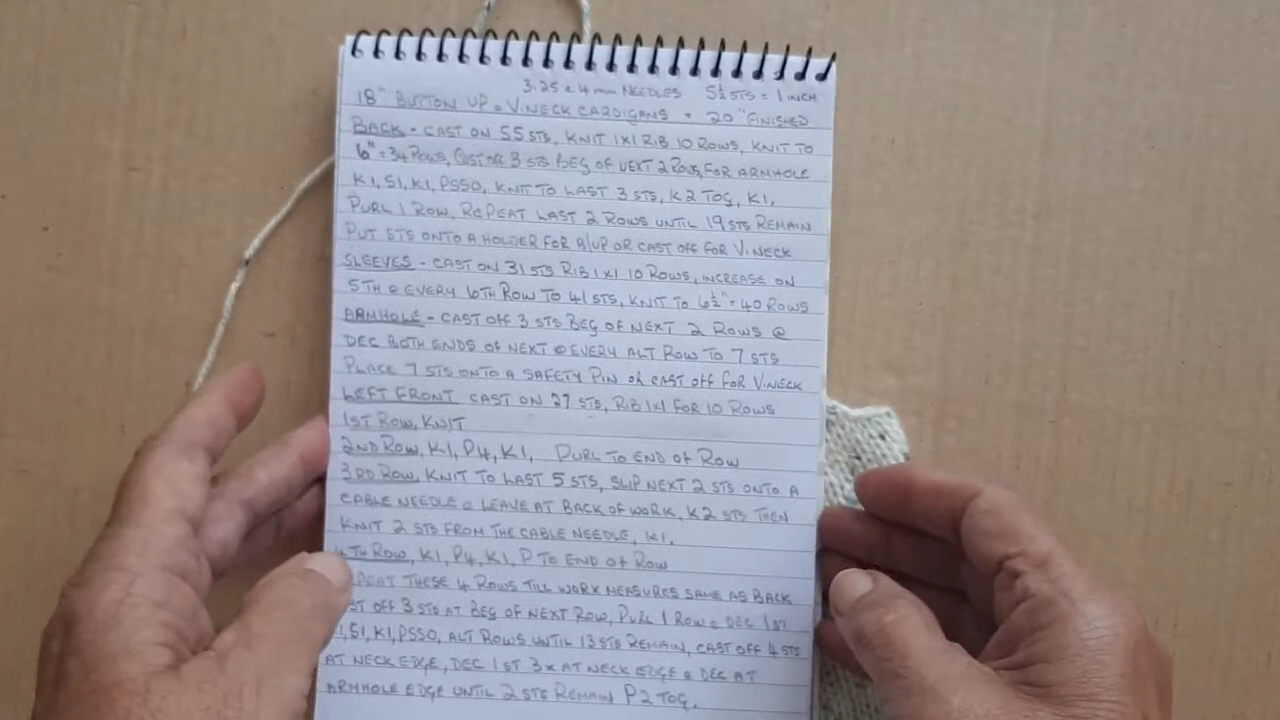 3.25 & 4 mm NEEDLES 5½ STS = 1 INCH
18" BUTTON UP & V.NECK CARDIGANS = 20" FINISHED
BACK - CAST ON 55 STS, KNIT 1X1 RIB 10 ROWS, KNIT TO
6" = 34 ROWS, CAST OFF 3 STS BEG OF NEXT 2 ROWS, FOR ARMHOLE
K1, S1, K1, PSSO, KNIT TO LAST 3 STS, K2 TOG, K1,
PURL 1 ROW, REPEAT LAST 2 ROWS UNTIL 19 STS REMAIN
PUT STS ONTO A HOLDER FOR B/UP OR CAST OFF FOR V.NECK
SLEEVES - CAST ON 31 STS RIB 1X1 10 ROWS, INCREASE ON
5TH & EVERY 6TH ROW TO 41 STS, KNIT TO 6½" = 40 ROWS
ARMHOLE - CAST OFF 3 STS BEG OF NEXT 2 ROWS &
DEC BOTH ENDS OF NEXT & EVERY ALT ROW TO 7 STS
PLACE 7 STS ONTO A SAFETY PIN OR CAST OFF FOR V.NECK
LEFT FRONT CAST ON 27 STS, RIB 1X1 FOR 10 ROWS
1ST ROW, KNIT
2ND ROW, K1, P4, K1, PURL TO END OF ROW
3RD ROW, KNIT TO LAST 5 STS, SLIP NEXT 2 STS ONTO A
CABLE NEEDLE & LEAVE AT BACK OF WORK, K2 STS THEN
KNIT 2 STS FROM THE CABLE NEEDLE, K1.
4TH ROW, K1, P4, K1, P TO END OF ROW
PEAT THESE 4 ROWS TILL WORK MEASURES SAME AS BACK
ST OFF 3 STS AT BEG OF NEXT ROW, PURL 1 ROW & DEC 1ST
1, S1, K1, PSSO, ALT ROWS UNTIL 13 STS REMAIN, CAST OFF 4 STS
AT NECK EDGE, DEC 1ST 3X AT NECK EDGE & DEC AT
ARMHOLE EDGE UNTIL 2 STS REMAIN P2 TOG.